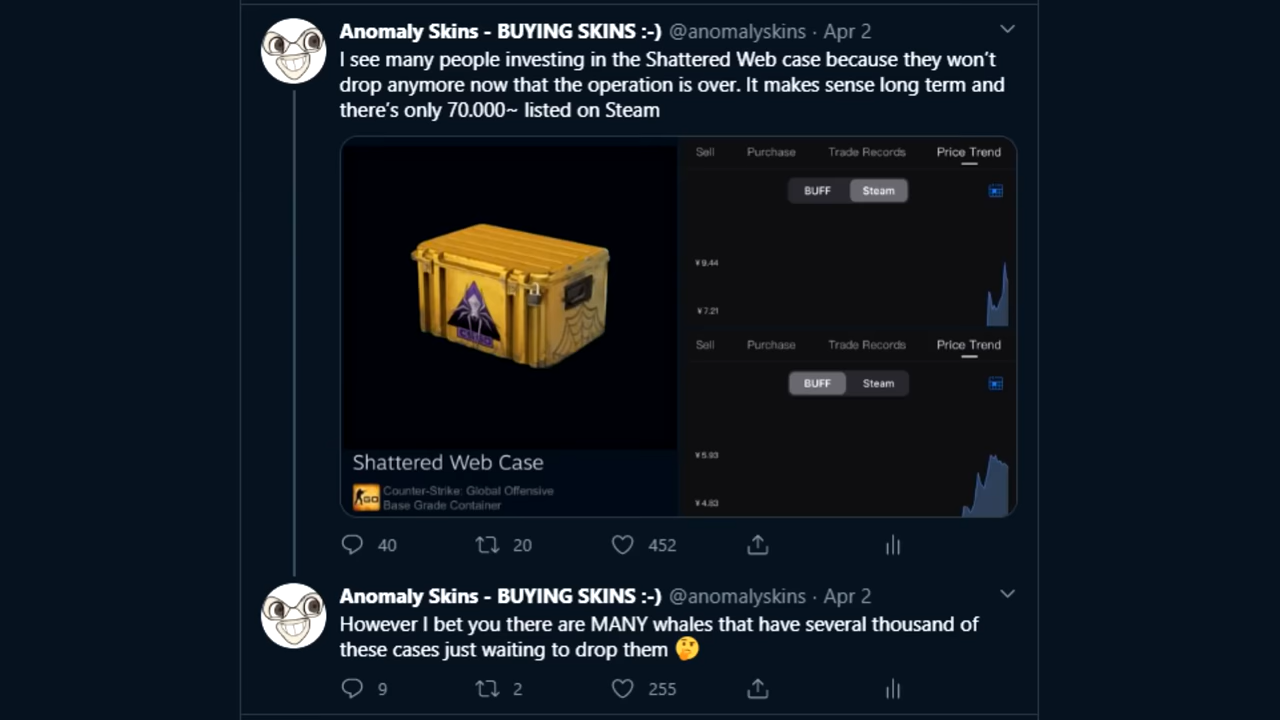 Anomaly Skins - BUYING SKINS :-) @anomalyskins · Apr 2
I see many people investing in the Shattered Web case because they won't
drop anymore now that the operation is over. It makes sense long term and
there's only 70.000~ listed on Steam
Sell Purchase Trade Records Price Trend
BUFF Steam
¥9.44
¥7.21
Sell Purchase Trade Records Price Trend
BUFF Steam
¥5.93
¥4.83
Shattered Web Case
GO
Counter-Strike: Global Offensive
Base Grade Container
40 20 452
Anomaly Skins - BUYING SKINS :-) @anomalyskins · Apr 2
However I bet you there are MANY whales that have several thousand of
these cases just waiting to drop them 🤔
9 2 255